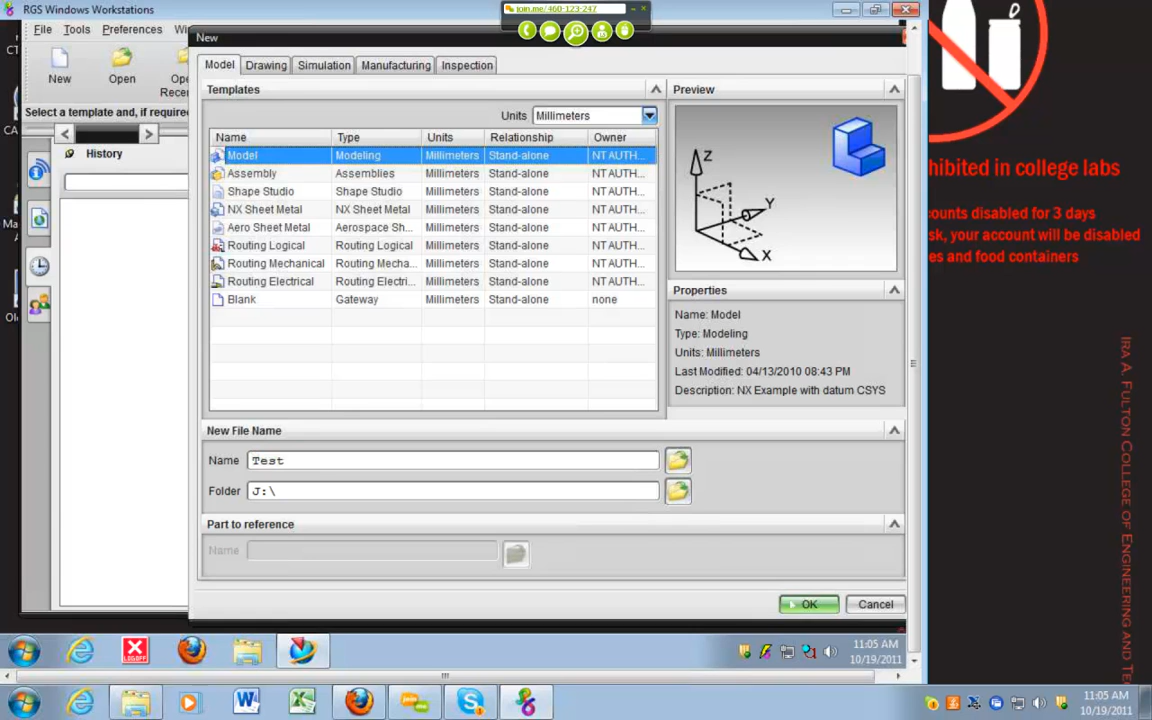 RGS Windows Workstations
join.me/460-123-247
File Tools Preferences
New
Open
Recen
Select a template and, if required
History
New
Model Drawing Simulation Manufacturing Inspection
Templates
Units Millimeters
Name Type Units Relationship Owner
Model Modeling Millimeters Stand-alone NT AUTH...
Assembly Assemblies Millimeters Stand-alone NT AUTH...
Shape Studio Shape Studio Millimeters Stand-alone NT AUTH...
NX Sheet Metal NX Sheet Metal Millimeters Stand-alone NT AUTH...
Aero Sheet Metal Aerospace Sh... Millimeters Stand-alone NT AUTH...
Routing Logical Routing Logical Millimeters Stand-alone NT AUTH...
Routing Mechanical Routing Mecha... Millimeters Stand-alone NT AUTH...
Routing Electrical Routing Electri... Millimeters Stand-alone NT AUTH...
Blank Gateway Millimeters Stand-alone none
Preview
Z
Y
X
Properties
Name: Model
Type: Modeling
Units: Millimeters
Last Modified: 04/13/2010 08:43 PM
Description: NX Example with datum CSYS
New File Name
Name Test
Folder J:\
Part to reference
Name
OK Cancel
hibited in college labs
counts disabled for 3 days
sk, your account will be disabled
es and food containers
IRA A. FULTON COLLEGE OF ENGINEERING AND TE
LOGOFF
11:05 AM
10/19/2011
11:05 AM
10/19/2011